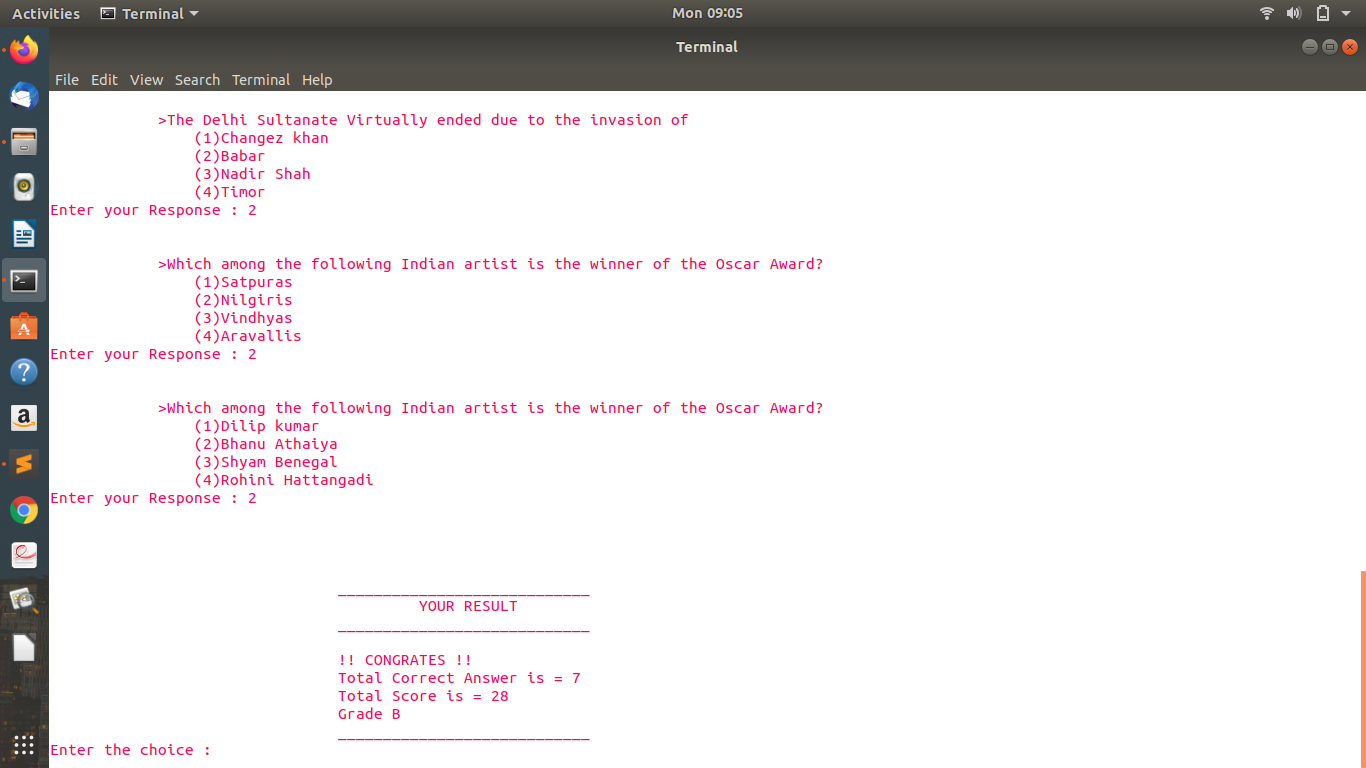 Activities Terminal Mon 09:05
Terminal
File Edit View Search Terminal Help
>The Delhi Sultanate Virtually ended due to the invasion of
(1)Changez khan
(2)Babar
(3)Nadir Shah
(4)Timor
Enter your Response : 2
>Which among the following Indian artist is the winner of the Oscar Award?
(1)Satpuras
(2)Nilgiris
(3)Vindhyas
(4)Aravallis
Enter your Response : 2
>Which among the following Indian artist is the winner of the Oscar Award?
(1)Dilip kumar
(2)Bhanu Athaiya
(3)Shyam Benegal
(4)Rohini Hattangadi
Enter your Response : 2
____________________________
YOUR RESULT
____________________________
!! CONGRATES !!
Total Correct Answer is = 7
Total Score is = 28
Grade B
____________________________
Enter the choice :